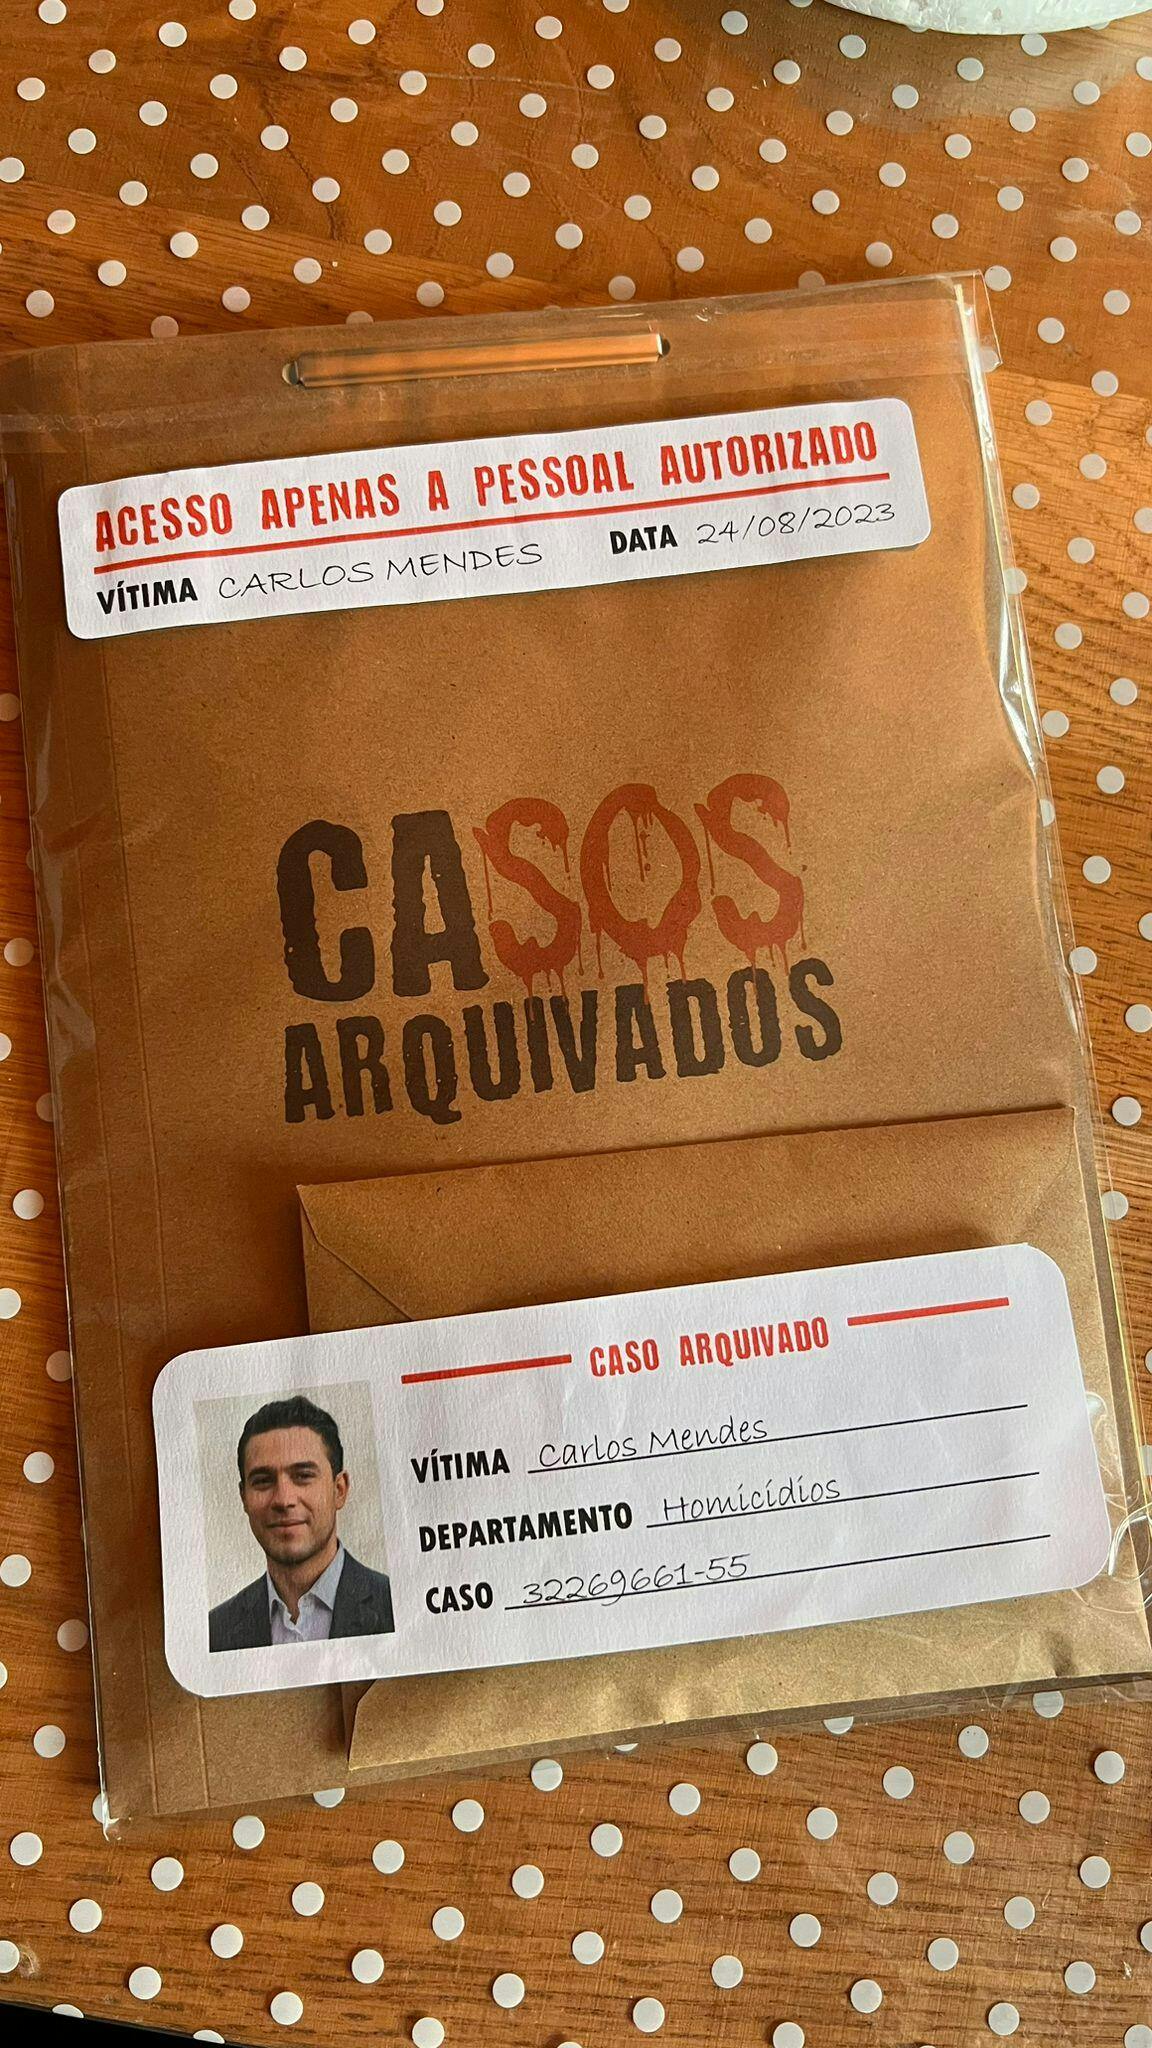 ACESSO APENAS A PESSOAL AUTORIZADO
VÍTIMA CARLOS MENDES DATA 24/08/2023
CASOS
ARQUIVADOS
CASO ARQUIVADO
VÍTIMA Carlos Mendes
DEPARTAMENTO Homicídios
CASO 32269661-55